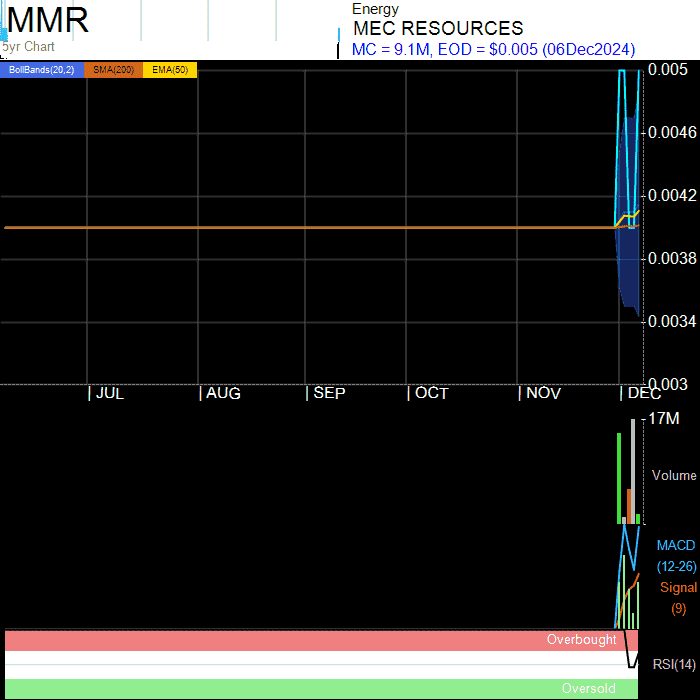 MMR
Energy
MEC RESOURCES
5yr Chart
MC = 9.1M, EOD = $0.005 (06Dec2024)
BollBands(20,2) SMA(200) EMA(50)
0.005
0.0046
0.0042
0.0038
0.0034
0.003
JUL AUG SEP OCT NOV DEC
17M
Volume
MACD
(12-26)
Signal
(9)
Overbought
RSI(14)
Oversold